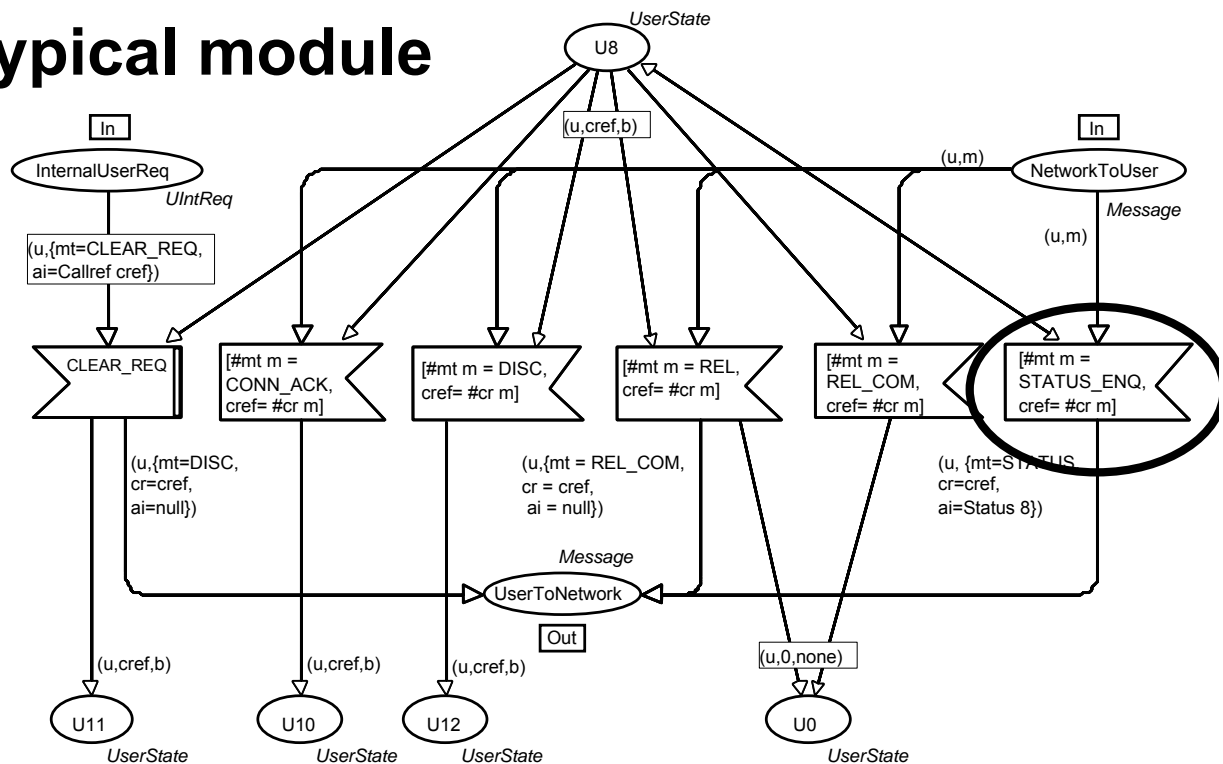 ypical module
UserState
U8
In
In
(u,cref,b)
(u,m)
InternalUserReq
NetworkToUser
UIntReq
Message
(u,{mt=CLEAR_REQ,
ai=Callref cref})
(u,m)
CLEAR_REQ
[#mt m =
CONN_ACK,
cref= #cr m]
[#mt m = DISC,
cref= #cr m]
[#mt m = REL,
cref= #cr m]
[#mt m =
REL_COM,
cref= #cr m]
[#mt m =
STATUS_ENQ,
cref= #cr m]
(u,{mt=DISC,
cr=cref,
ai=null})
(u,{mt = REL_COM,
cr = cref,
ai = null})
(u, {mt=STATUS,
cr=cref,
ai=Status 8})
Message
UserToNetwork
Out
(u,cref,b)
(u,cref,b)
(u,cref,b)
(u,0,none)
U11
U10
U12
U0
UserState
UserState
UserState
UserState